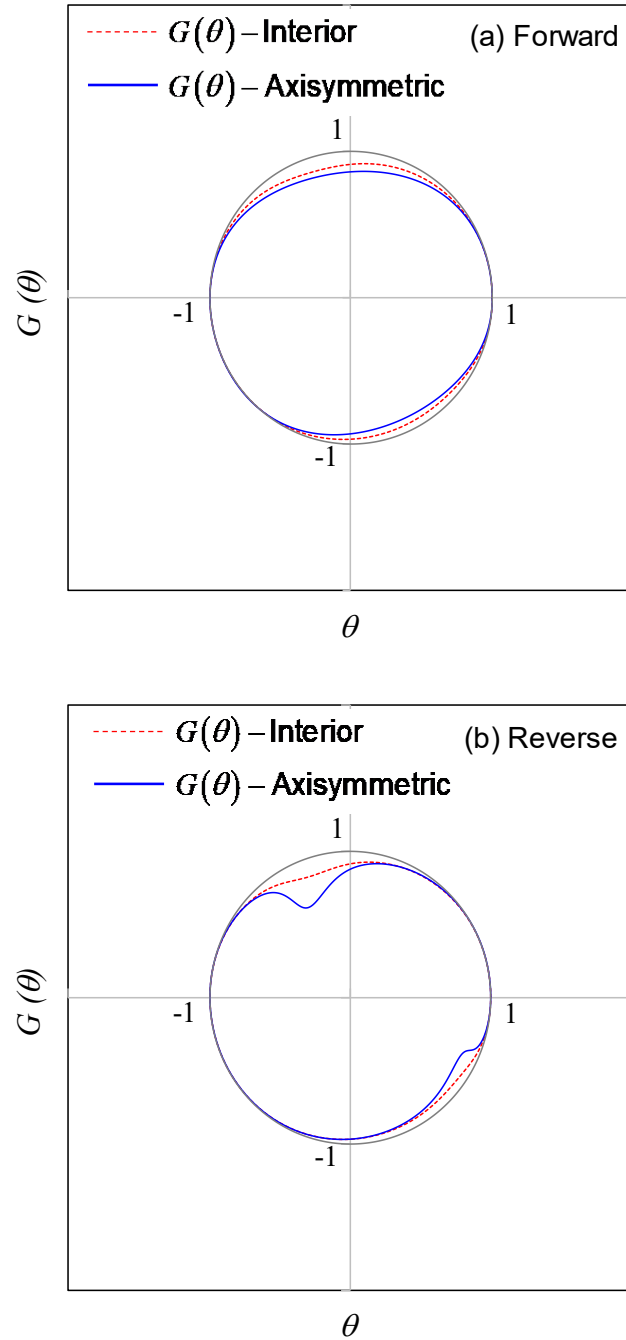 G(θ) – Interior
(a) Forward
G(θ) – Axisymmetric
1
G (θ)
-1
1
-1
θ
G(θ) – Interior
(b) Reverse
G(θ) – Axisymmetric
1
G (θ)
-1
1
-1
θ